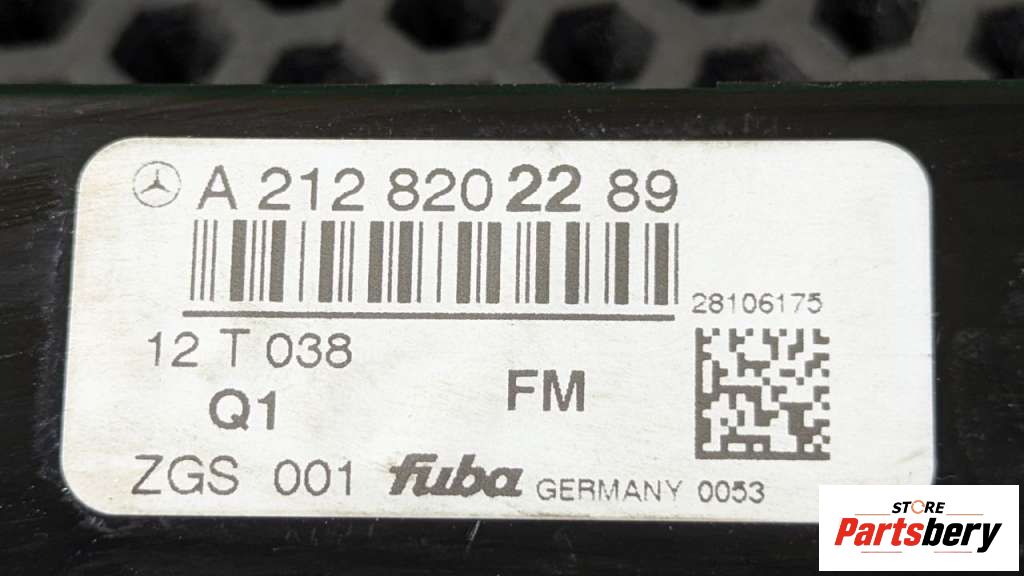 A 212 820 22 89
28106175
12 T 038
Q1
FM
ZGS 001 fuba GERMANY 0053
STORE
Partsbery